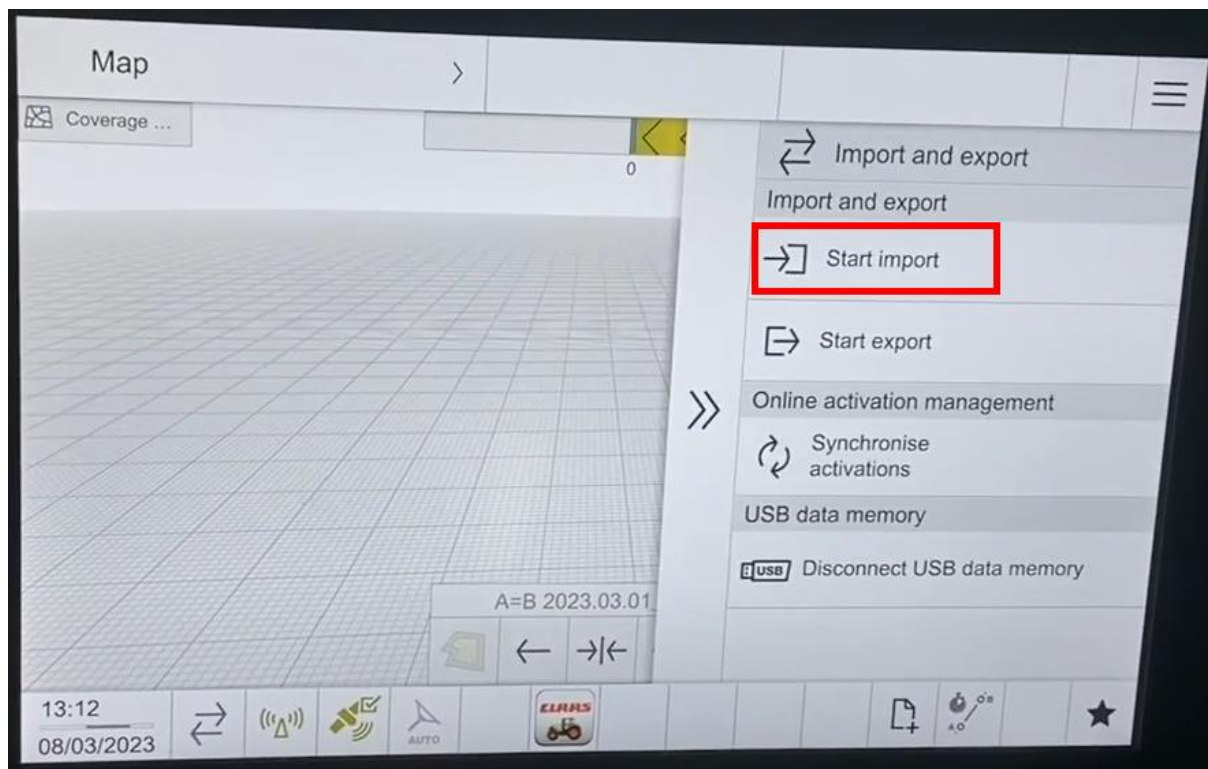 Map
Coverage ...
0
Import and export
Import and export
Start import
Start export
Online activation management
Synchronise
activations
USB data memory
USB
Disconnect USB data memory
A=B 2023.03.01
13:12
08/03/2023
AUTO
CLAAS